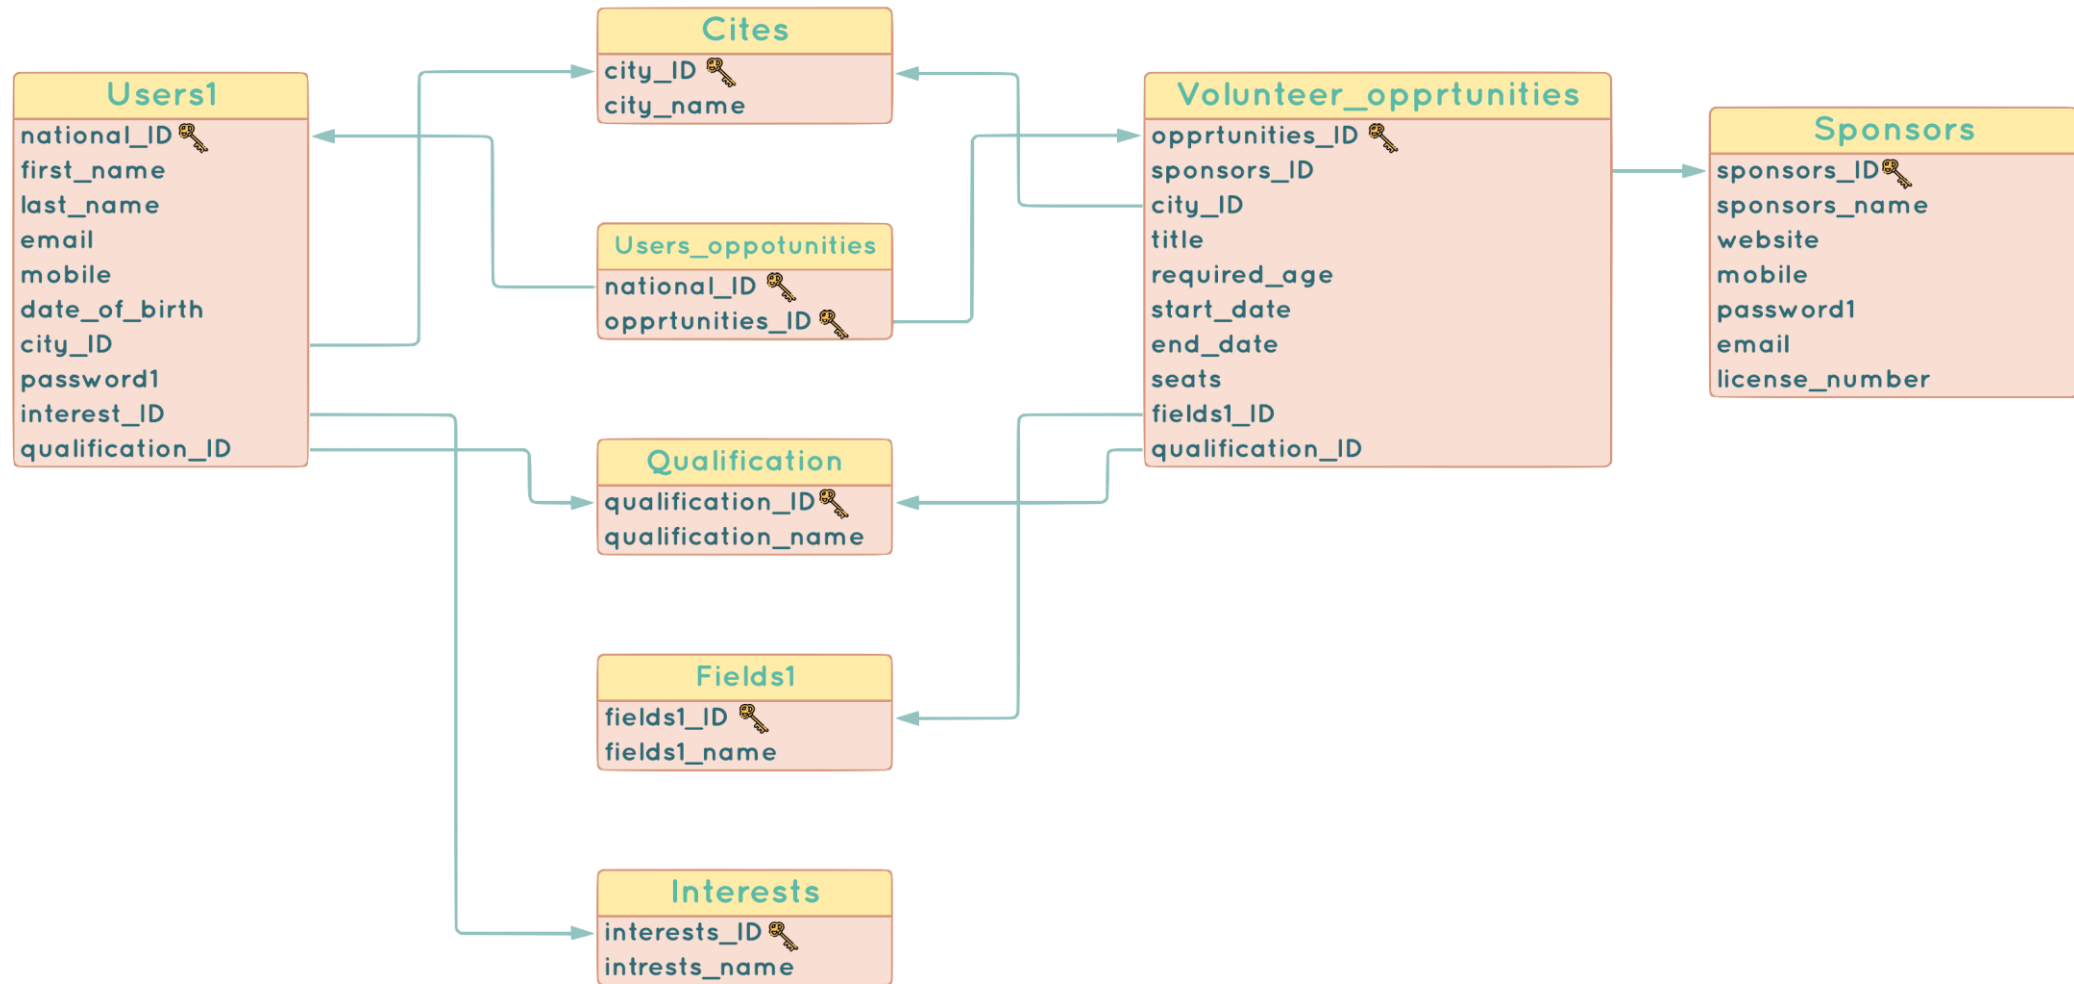 Users1
national_ID
first_name
last_name
email
mobile
date_of_birth
city_ID
password1
interest_ID
qualification_ID
Cites
city_ID
city_name
Users_oppotunities
national_ID
opprtunities_ID
Qualification
qualification_ID
qualification_name
Fields1
fields1_ID
fields1_name
Interests
interests_ID
intrests_name
Volunteer_opprtunities
opprtunities_ID
sponsors_ID
city_ID
title
required_age
start_date
end_date
seats
fields1_ID
qualification_ID
Sponsors
sponsors_ID
sponsors_name
website
mobile
password1
email
license_number